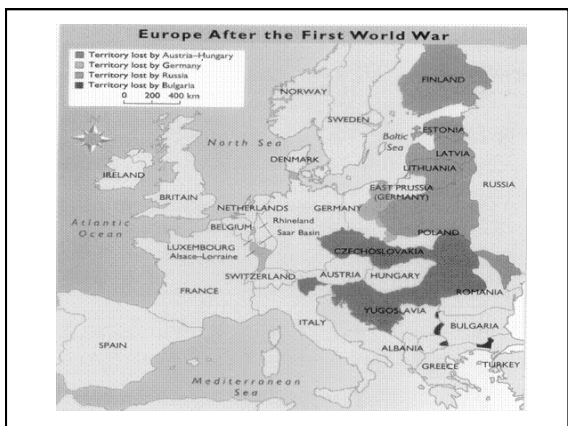 Europe After the First World War
Territory lost by Austria–Hungary
Territory lost by Germany
Territory lost by Russia
Territory lost by Bulgaria
0 200 400 km
FINLAND
NORWAY
SWEDEN
ESTONIA
North Sea
Baltic
Sea
LATVIA
DENMARK
LITHUANIA
IRELAND
RUSSIA
EAST PRUSSIA
(GERMANY)
BRITAIN
NETHERLANDS
GERMANY
Atlantic
Ocean
BELGIUM
Rhineland
Saar Basin
POLAND
LUXEMBOURG
Alsace–Lorraine
CZECHOSLOVAKIA
SWITZERLAND
AUSTRIA
HUNGARY
FRANCE
ROMANIA
YUGOSLAVIA
ITALY
BULGARIA
SPAIN
ALBANIA
GREECE
TURKEY
Mediterranean
Sea